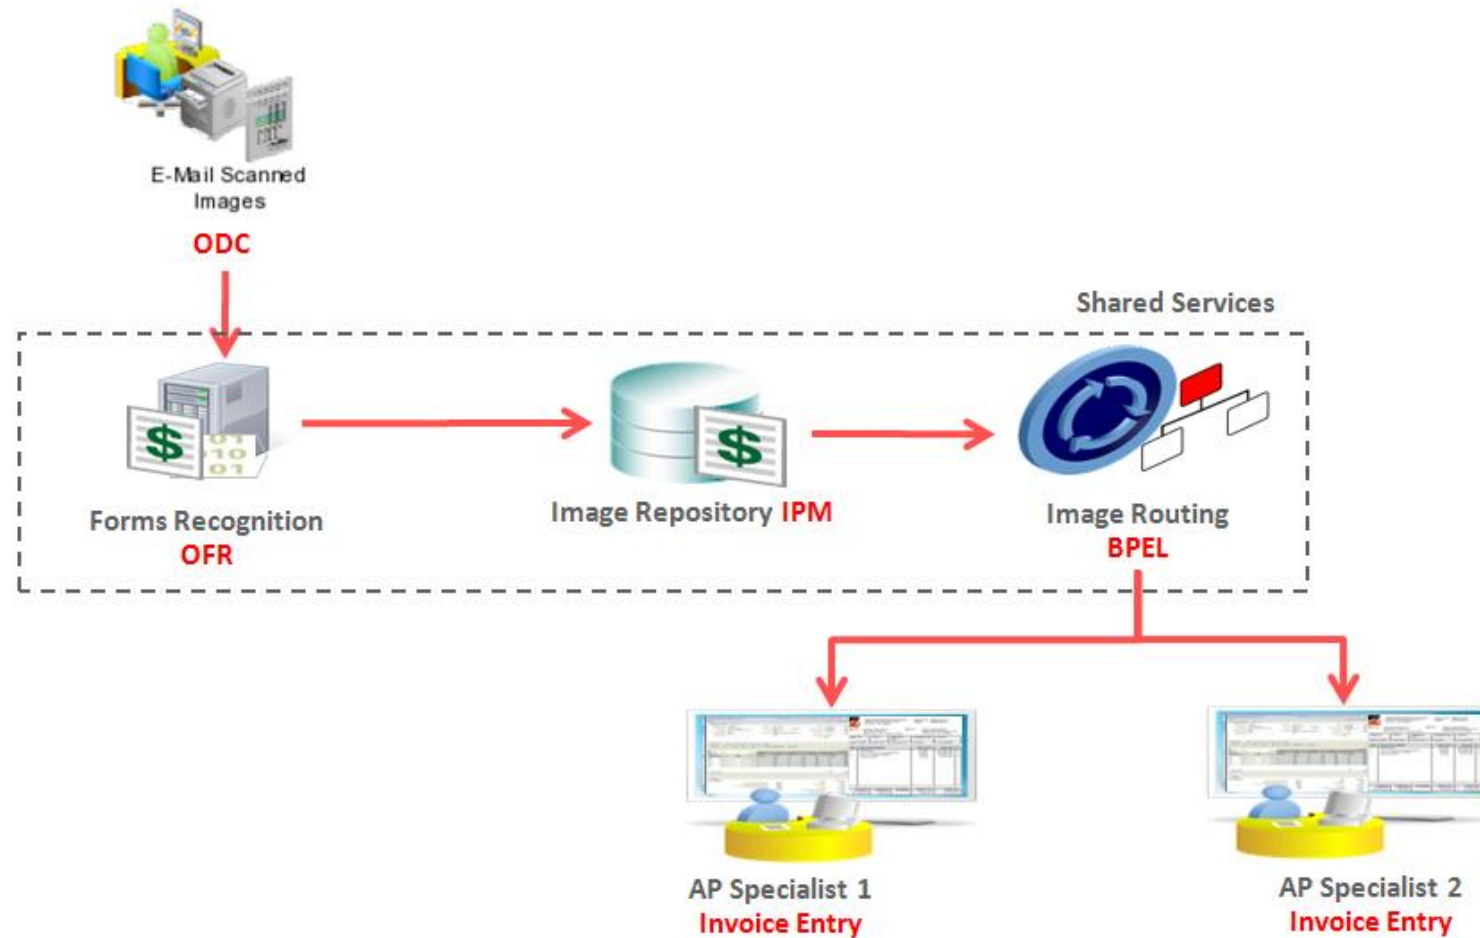 E-Mail Scanned
Images
ODC
Shared Services
Forms Recognition
OFR
Image Repository IPM
Image Routing
BPEL
AP Specialist 1
Invoice Entry
AP Specialist 2
Invoice Entry